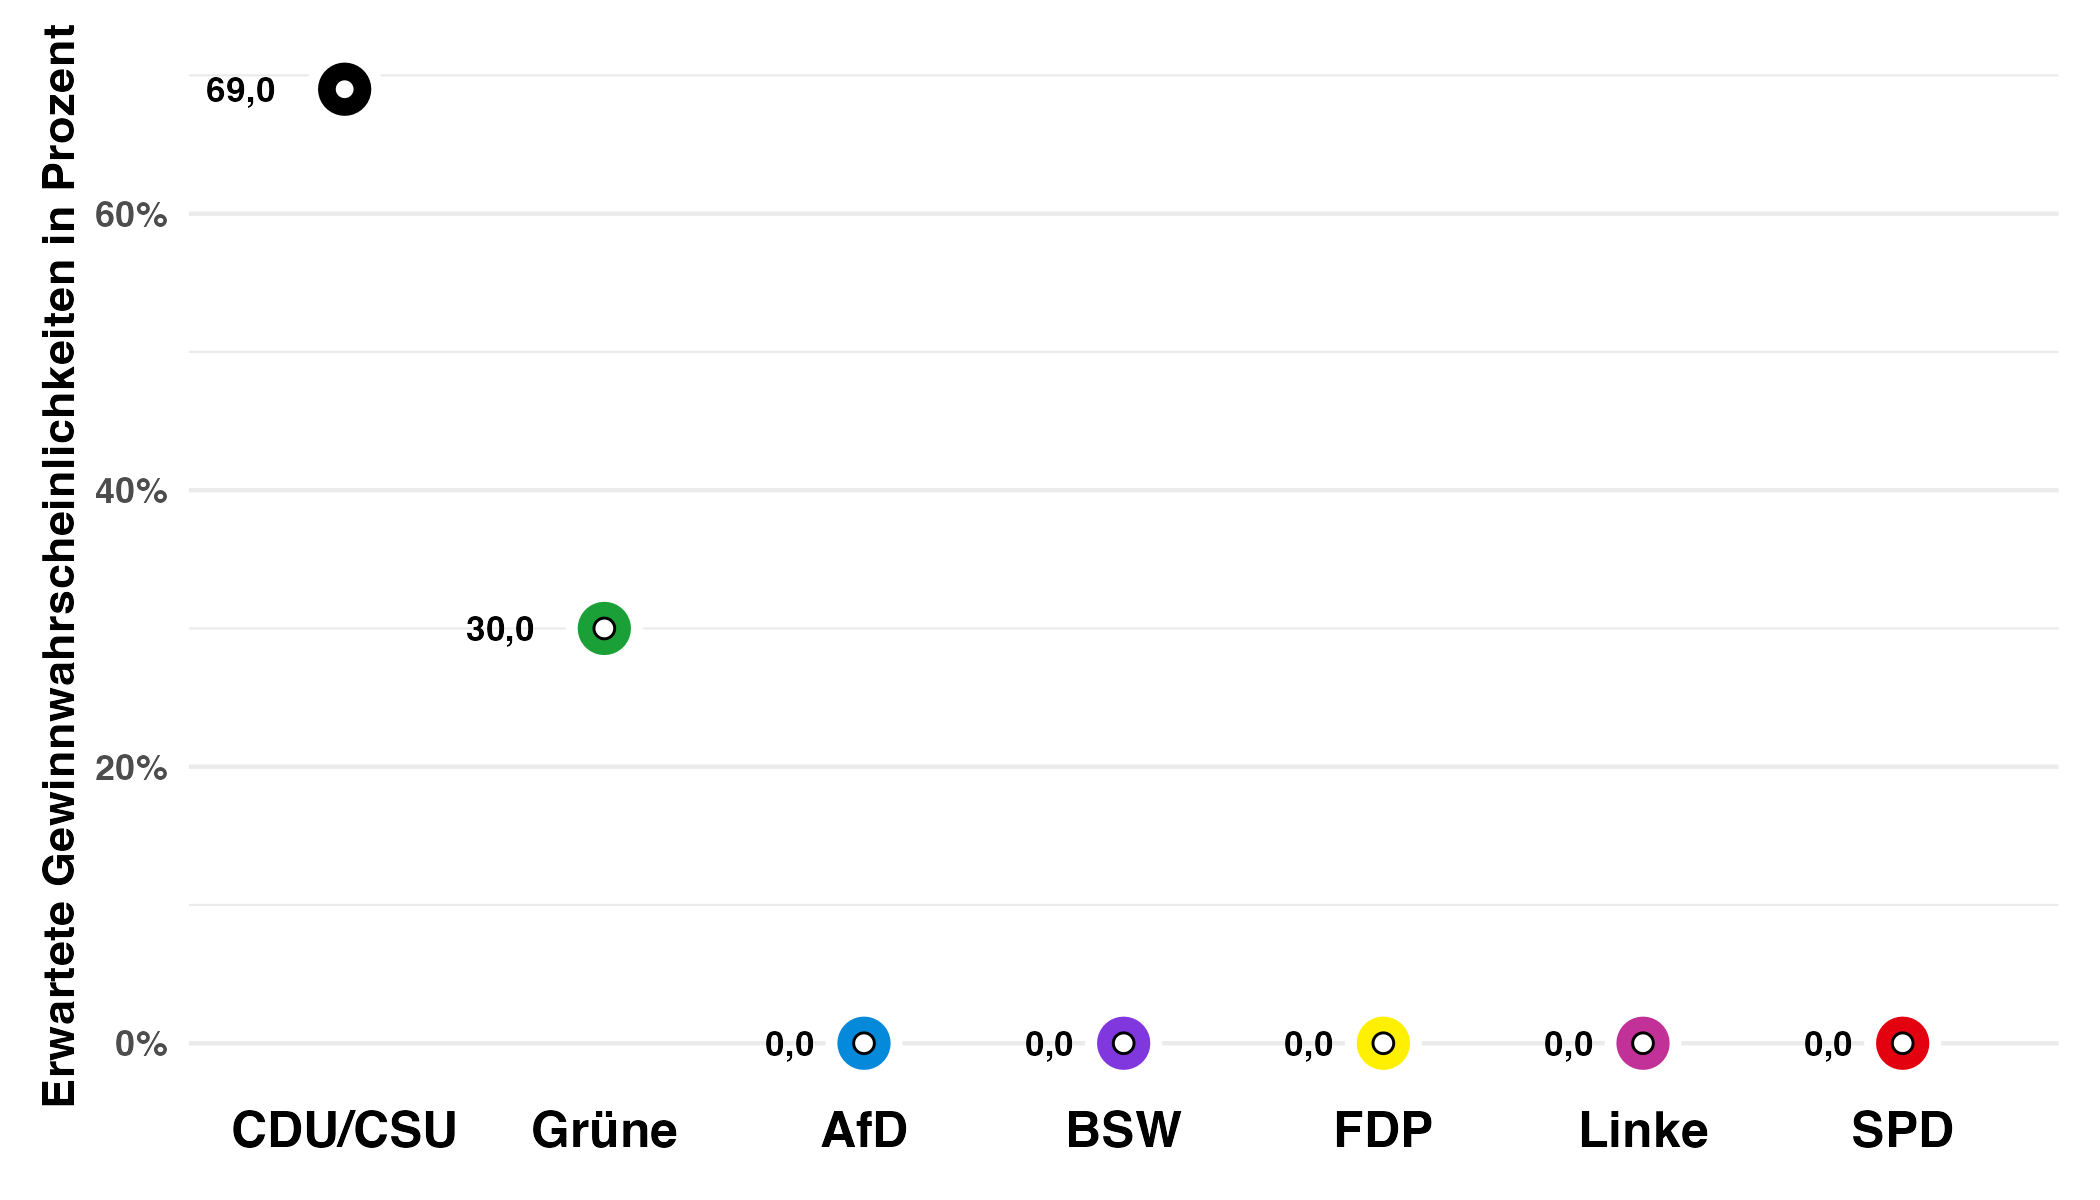 Erwartete Gewinnwahrscheinlichkeiten in Prozent
69,0
60%
40%
30,0
20%
0%
0,0
0,0
0,0
0,0
0,0
CDU/CSU
Grüne
AfD
BSW
FDP
Linke
SPD